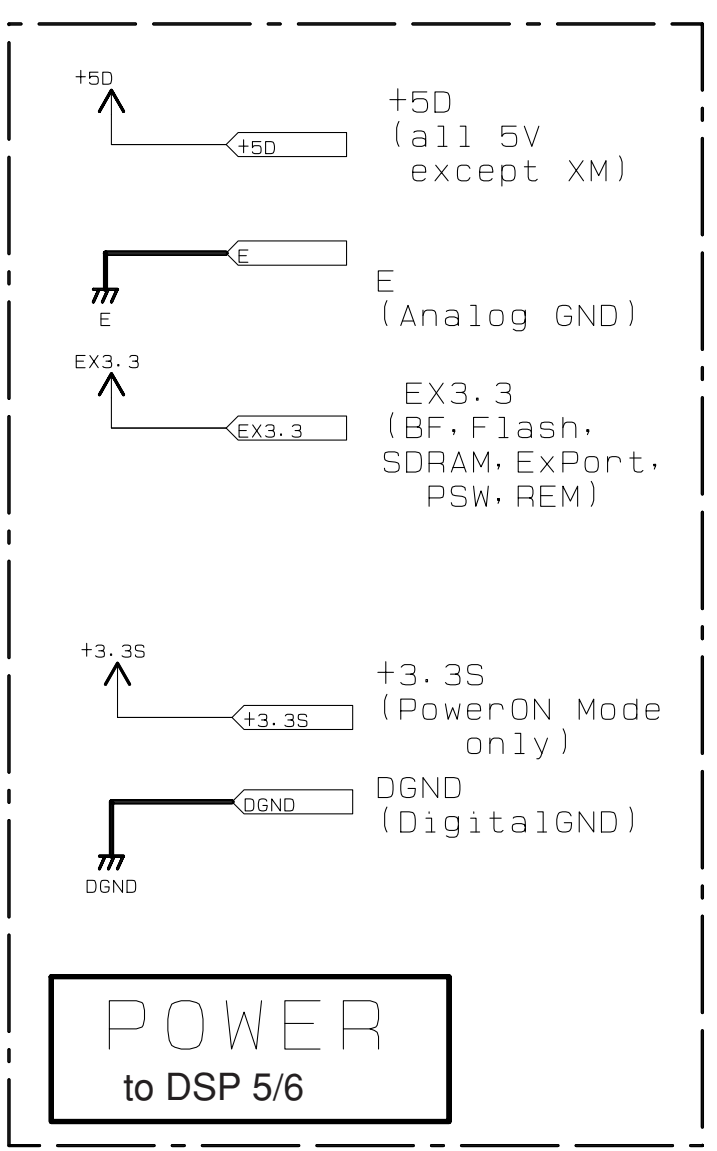 +5D
+5D
+5D
(all 5V
except XM)
E
E
E
(Analog GND)
EX3.3
EX3.3
EX3.3
(BF,Flash,
SDRAM,ExPort,
PSW,REM)
+3.3S
+3.3S
+3.3S
(PowerON Mode
only)
DGND
DGND
DGND
(DigitalGND)
POWER
to DSP 5/6